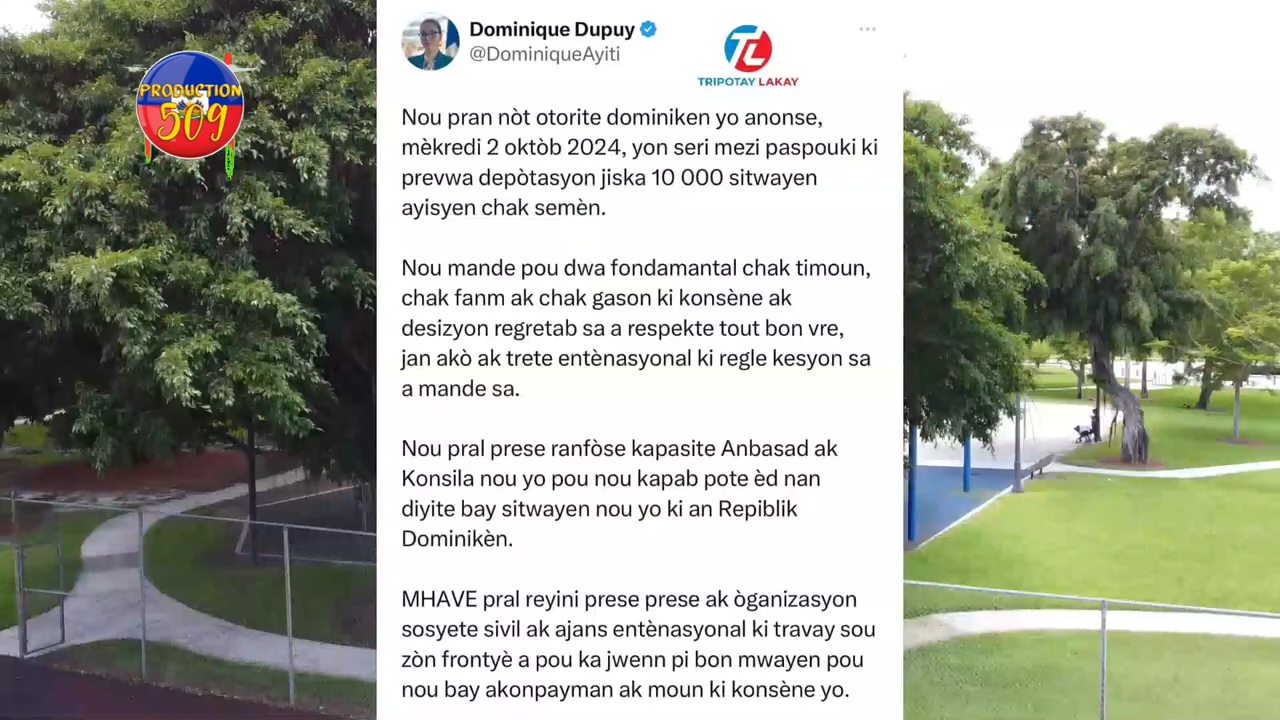 Dominique Dupuy
@DominiqueAyiti
TL
TRIPOTAY LAKAY
PRODUCTION
509
Nou pran nòt otorite dominiken yo anonse,
mèkredi 2 oktòb 2024, yon seri mezi paspouki ki
prevwa depòtasyon jiska 10 000 sitwayen
ayisyen chak semèn.
Nou mande pou dwa fondamantal chak timoun,
chak fanm ak chak gason ki konsène ak
desizyon regretab sa a respekte tout bon vre,
jan akò ak trete entènasyonal ki regle kesyon sa
a mande sa.
Nou pral prese ranfòse kapasite Anbasad ak
Konsila nou yo pou nou kapab pote èd nan
diyite bay sitwayen nou yo ki an Repiblik
Dominikèn.
MHAVE pral reyini prese prese ak òganizasyon
sosyete sivil ak ajans entènasyonal ki travay sou
zòn frontyè a pou ka jwenn pi bon mwayen pou
nou bay akonpayman ak moun ki konsène yo.